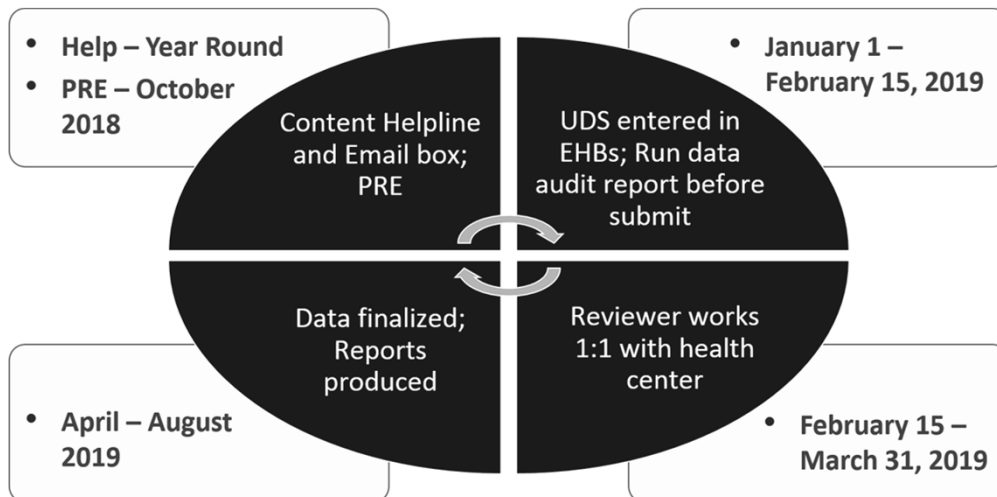 • Help – Year Round
• PRE – October
2018
Content Helpline
and Email box;
PRE
• January 1 –
February 15, 2019
UDS entered in
EHBs; Run data
audit report before
submit
Data finalized;
Reports
produced
• April – August
2019
Reviewer works
1:1 with health
center
• February 15 –
March 31, 2019